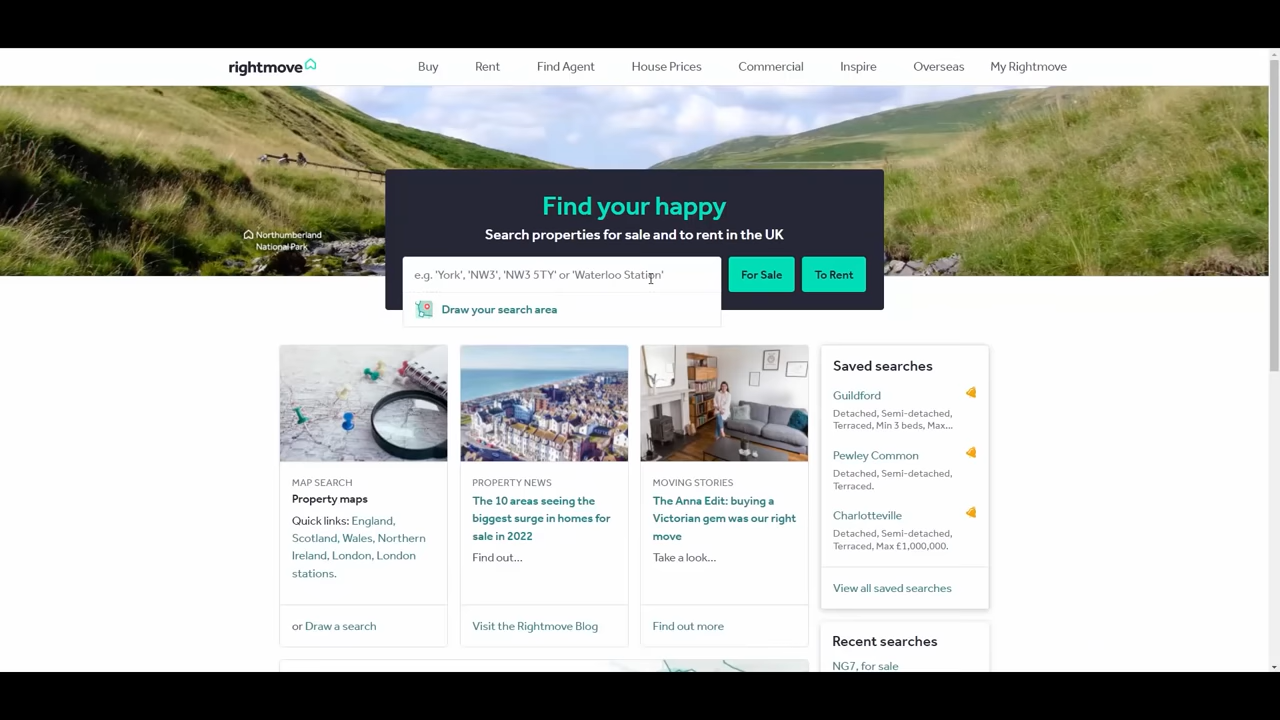 rightmove
Buy
Rent
Find Agent
House Prices
Commercial
Inspire
Overseas
My Rightmove
Northumberland
National Park
Find your happy
Search properties for sale and to rent in the UK
e.g. 'York', 'NW3', 'NW3 5TY' or 'Waterloo Station'
For Sale
To Rent
Draw your search area
MAP SEARCH
Property maps
Quick links: England,
Scotland, Wales, Northern
Ireland, London, London
stations.
or Draw a search
PROPERTY NEWS
The 10 areas seeing the
biggest surge in homes for
sale in 2022
Find out...
Visit the Rightmove Blog
MOVING STORIES
The Anna Edit: buying a
Victorian gem was our right
move
Take a look...
Find out more
Saved searches
Guildford
Detached, Semi-detached,
Terraced, Min 3 beds, Max...
Pewley Common
Detached, Semi-detached,
Terraced.
Charlotteville
Detached, Semi-detached,
Terraced, Max £1,000,000.
View all saved searches
Recent searches
NG7, for sale